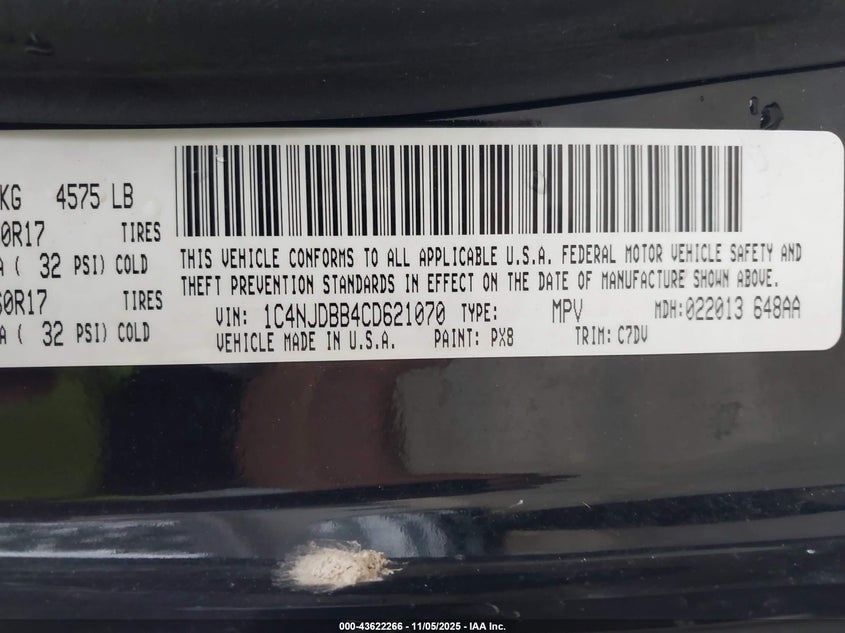 KG 4575 LB
0R17 TIRES
A ( 32 PSI) COLD
60R17 TIRES
A ( 32 PSI) COLD
THIS VEHICLE CONFORMS TO ALL APPLICABLE U.S.A. FEDERAL MOTOR VEHICLE SAFETY AND
THEFT PREVENTION STANDARDS IN EFFECT ON THE DATE OF MANUFACTURE SHOWN ABOVE.
VIN: 1C4NJDBB4CD621070 TYPE: MPV MDH:022013 648AA
VEHICLE MADE IN U.S.A. PAINT: PX8 TRIM: C7DV
000-43622266 - 11/05/2025 - IAA Inc.